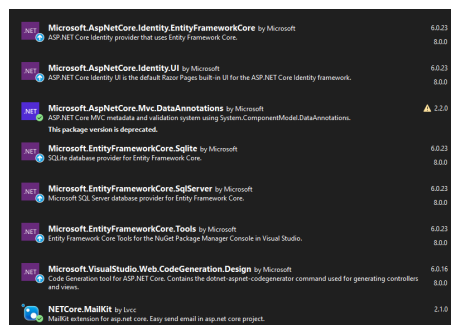 .NET Microsoft.AspNetCore.Identity.EntityFrameworkCore by Microsoft 6.0.23
ASP.NET Core Identity provider that uses Entity Framework Core. 8.0.0
.NET Microsoft.AspNetCore.Identity.UI by Microsoft 6.0.23
ASP.NET Core Identity UI is the default Razor Pages built-in UI for the ASP.NET Core Identity framework. 8.0.0
.NET Microsoft.AspNetCore.Mvc.DataAnnotations by Microsoft 2.2.0
ASP.NET Core MVC metadata and validation system using System.ComponentModel.DataAnnotations.
This package version is deprecated.
.NET Microsoft.EntityFrameworkCore.Sqlite by Microsoft 6.0.23
SQLite database provider for Entity Framework Core. 8.0.0
.NET Microsoft.EntityFrameworkCore.SqlServer by Microsoft 6.0.23
Microsoft SQL Server database provider for Entity Framework Core. 8.0.0
.NET Microsoft.EntityFrameworkCore.Tools by Microsoft 6.0.23
Entity Framework Core Tools for the NuGet Package Manager Console in Visual Studio. 8.0.0
.NET Microsoft.VisualStudio.Web.CodeGeneration.Design by Microsoft 6.0.16
Code Generation tool for ASP.NET Core. Contains the dotnet-aspnet-codegenerator command used for generating controllers 8.0.0
and views.
NETCore.MailKit by Lvcc 2.1.0
MailKit extension for asp.net core. Easy send email in asp.net core project.